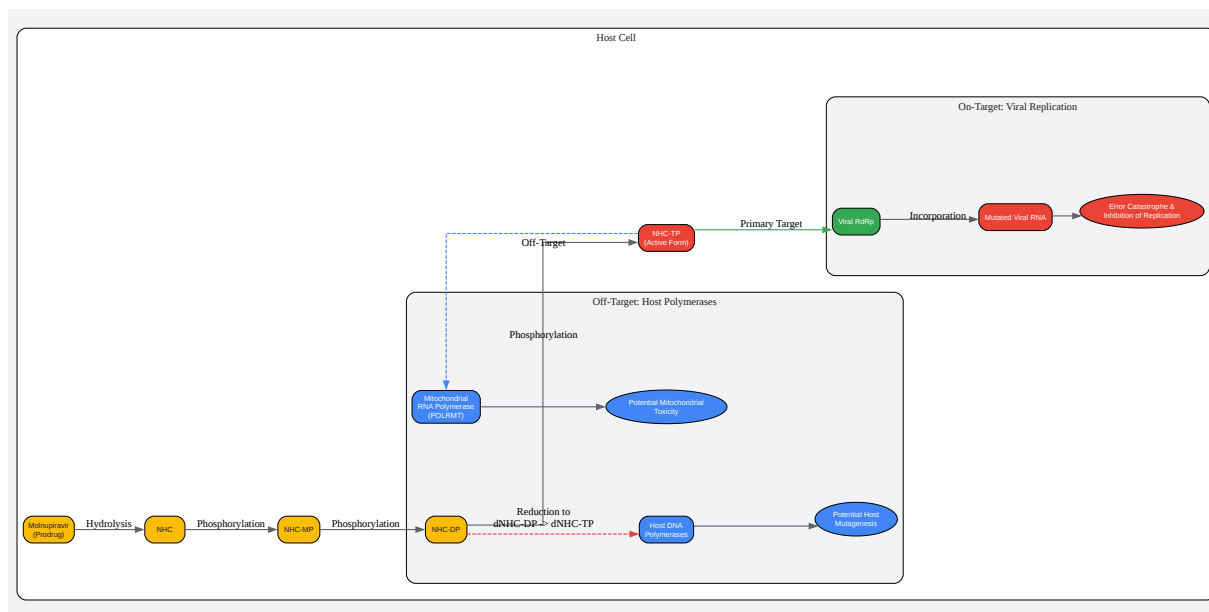 Host Cell
On-Target: Viral Replication
Viral RdRp
Incorporation
Mutated Viral RNA
Error Catastrophe &
Inhibition of Replication
Primary Target
NHC-TP
(Active Form)
Off-Target
Off-Target: Host Polymerases
Phosphorylation
Mitochondrial
RNA Polymerase
(POLRMT)
Potential Mitochondrial
Toxicity
Molnupiravir
(Prodrug)
Hydrolysis
NHC
Phosphorylation
NHC-MP
Phosphorylation
NHC-DP
Reduction to
dNHC-DP -> dNHC-TP
Host DNA
Polymerases
Potential Host
Mutagenesis